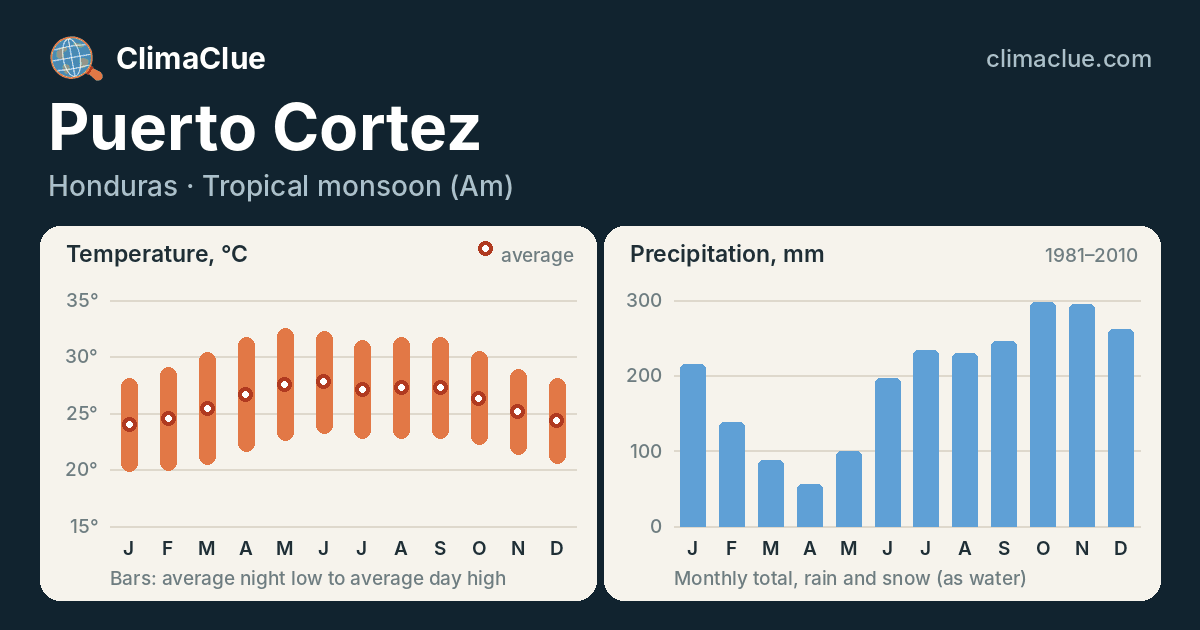 ClimaClue
climaclue.com
Puerto Cortez
Honduras · Tropical monsoon (Am)
Temperature, °C
average
35°
30°
25°
20°
15°
J F M A M J J A S O N D
Bars: average night low to average day high
Precipitation, mm
1981–2010
300
200
100
0
J F M A M J J A S O N D
Monthly total, rain and snow (as water)